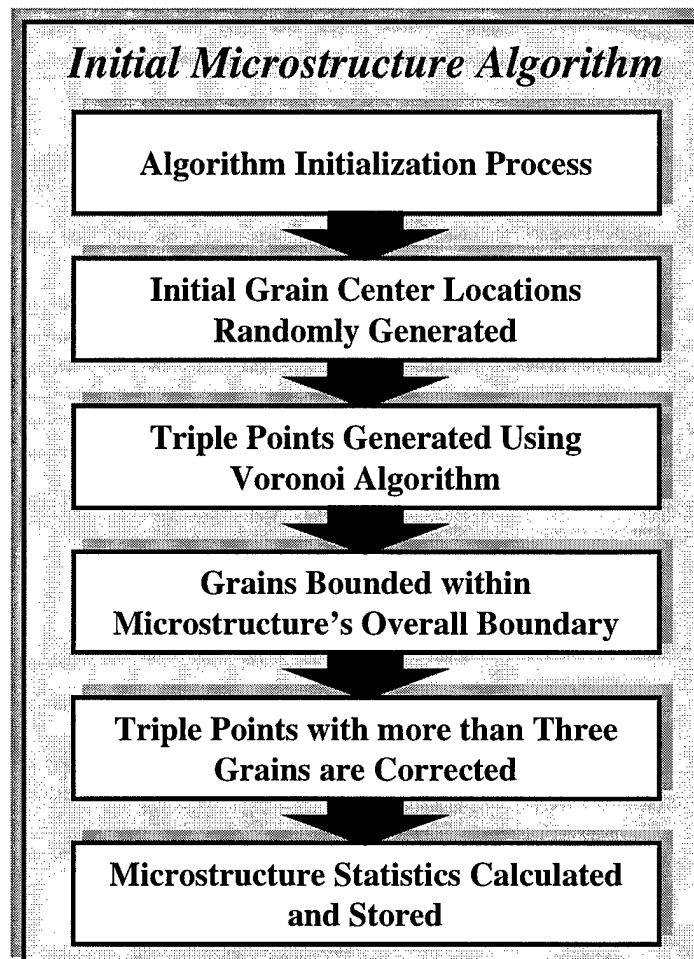 Initial Microstructure Algorithm
Algorithm Initialization Process
Initial Grain Center Locations
Randomly Generated
Triple Points Generated Using
Voronoi Algorithm
Grains Bounded within
Microstructure's Overall Boundary
Triple Points with more than Three
Grains are Corrected
Microstructure Statistics Calculated
and Stored